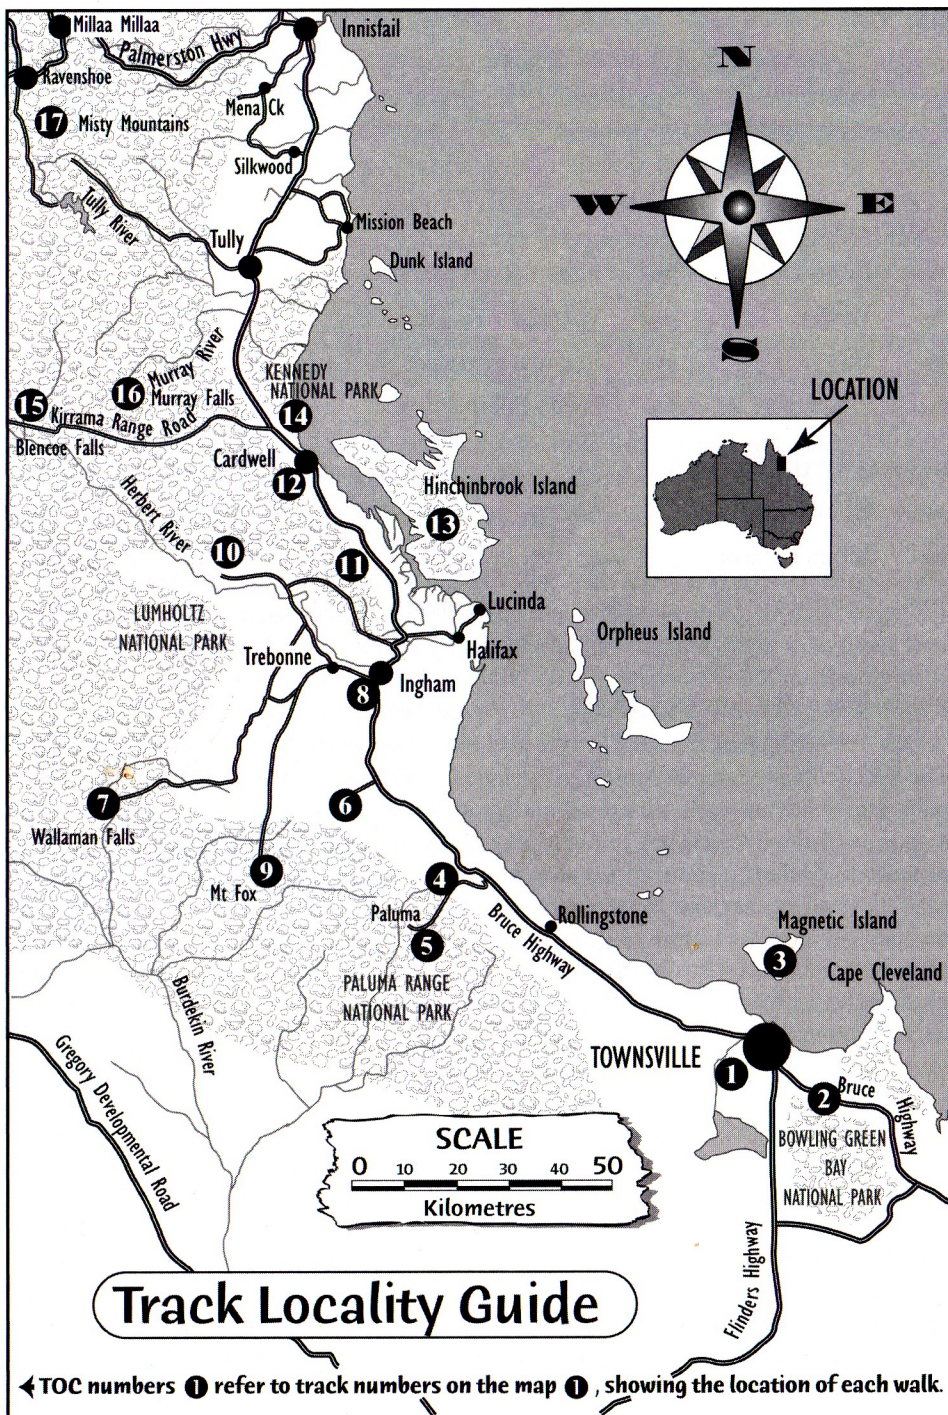 Millaa Millaa
Palmerston Hwy
Innisfail
N
Ravenshoe
Mena Ck
17 Misty Mountains
Silkwood
W
E
Tully River
Mission Beach
Tully
Dunk Island
S
Murray River
KENNEDY
NATIONAL PARK
LOCATION
16
Murray Falls
15
Kirrama Range Road
14
Blencoe Falls
Cardwell
12
Hinchinbrook Island
13
Herbert River
10
11
Lucinda
LUMHOLTZ
NATIONAL PARK
Orpheus Island
Halifax
Trebonne
Ingham
8
7
6
Wallaman Falls
9
Mt Fox
4
Paluma
5
Bruce Highway
Rollingstone
Magnetic Island
3
Cape Cleveland
PALUMA RANGE
NATIONAL PARK
Burdekin River
TOWNSVILLE
1
2
Bruce Highway
Gregory Developmental Road
BOWLING GREEN
BAY
NATIONAL PARK
SCALE
0 10 20 30 40 50
Kilometres
Flinders Highway
Track Locality Guide
TOC numbers 1 refer to track numbers on the map 1 , showing the location of each walk.